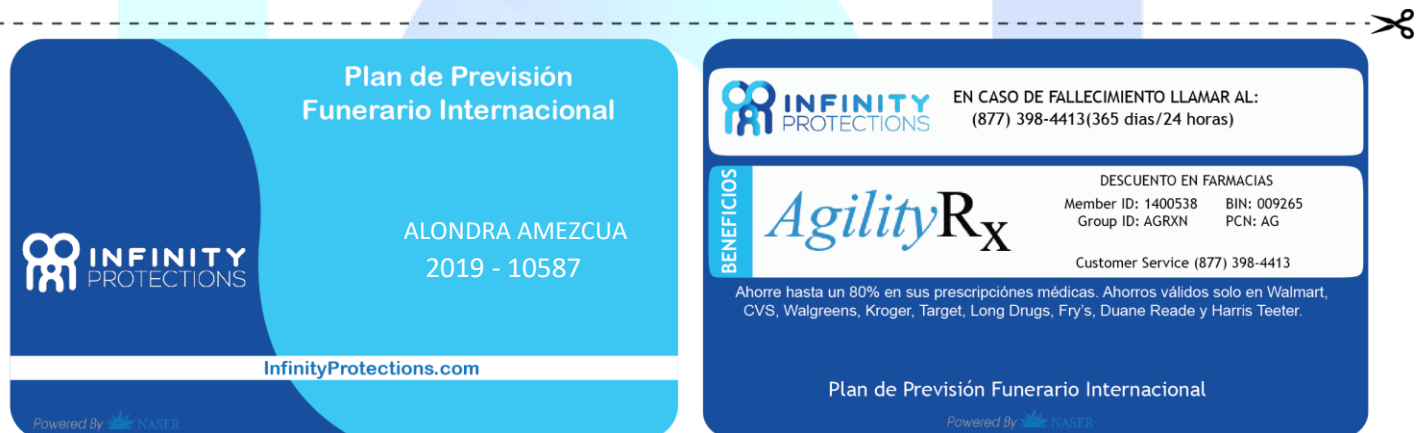 Plan de Previsión
Funerario Internacional
ALONDRA AMEZCUA
2019 - 10587
INFINITY
PROTECTIONS
InfinityProtections.com
Powered By NASER
INFINITY
PROTECTIONS
EN CASO DE FALLECIMIENTO LLAMAR AL:
(877) 398-4413(365 dias/24 horas)
BENEFICIOS
AgilityRx
DESCUENTO EN FARMACIAS
Member ID: 1400538 BIN: 009265
Group ID: AGRXN PCN: AG
Customer Service (877) 398-4413
Ahorre hasta un 80% en sus prescripciónes médicas. Ahorros válidos solo en Walmart,
CVS, Walgreens, Kroger, Target, Long Drugs, Fry's, Duane Reade y Harris Teeter.
Plan de Previsión Funerario Internacional
Powered By NASER